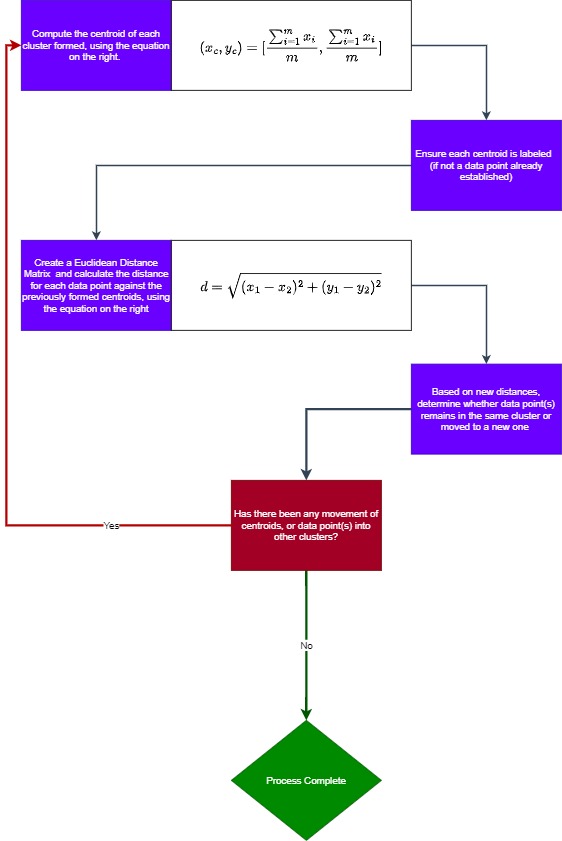 Compute the centroid of each
cluster formed, using the equation
on the right.
(x_c, y_c) = [\frac{\sum_{i=1}^{m} x_i}{m}, \frac{\sum_{i=1}^{m} x_i}{m}]
Ensure each centroid is labeled
(if not a data point already
established)
Create a Euclidean Distance
Matrix and calculate the distance
for each data point against the
previously formed centroids, using
the equation on the right
d = \sqrt{(x_1 - x_2)^2 + (y_1 - y_2)^2}
Based on new distances,
determine whether data point(s)
remains in the same cluster or
moved to a new one
Has there been any movement of
centroids, or data point(s) into
other clusters?
Yes
No
Process Complete